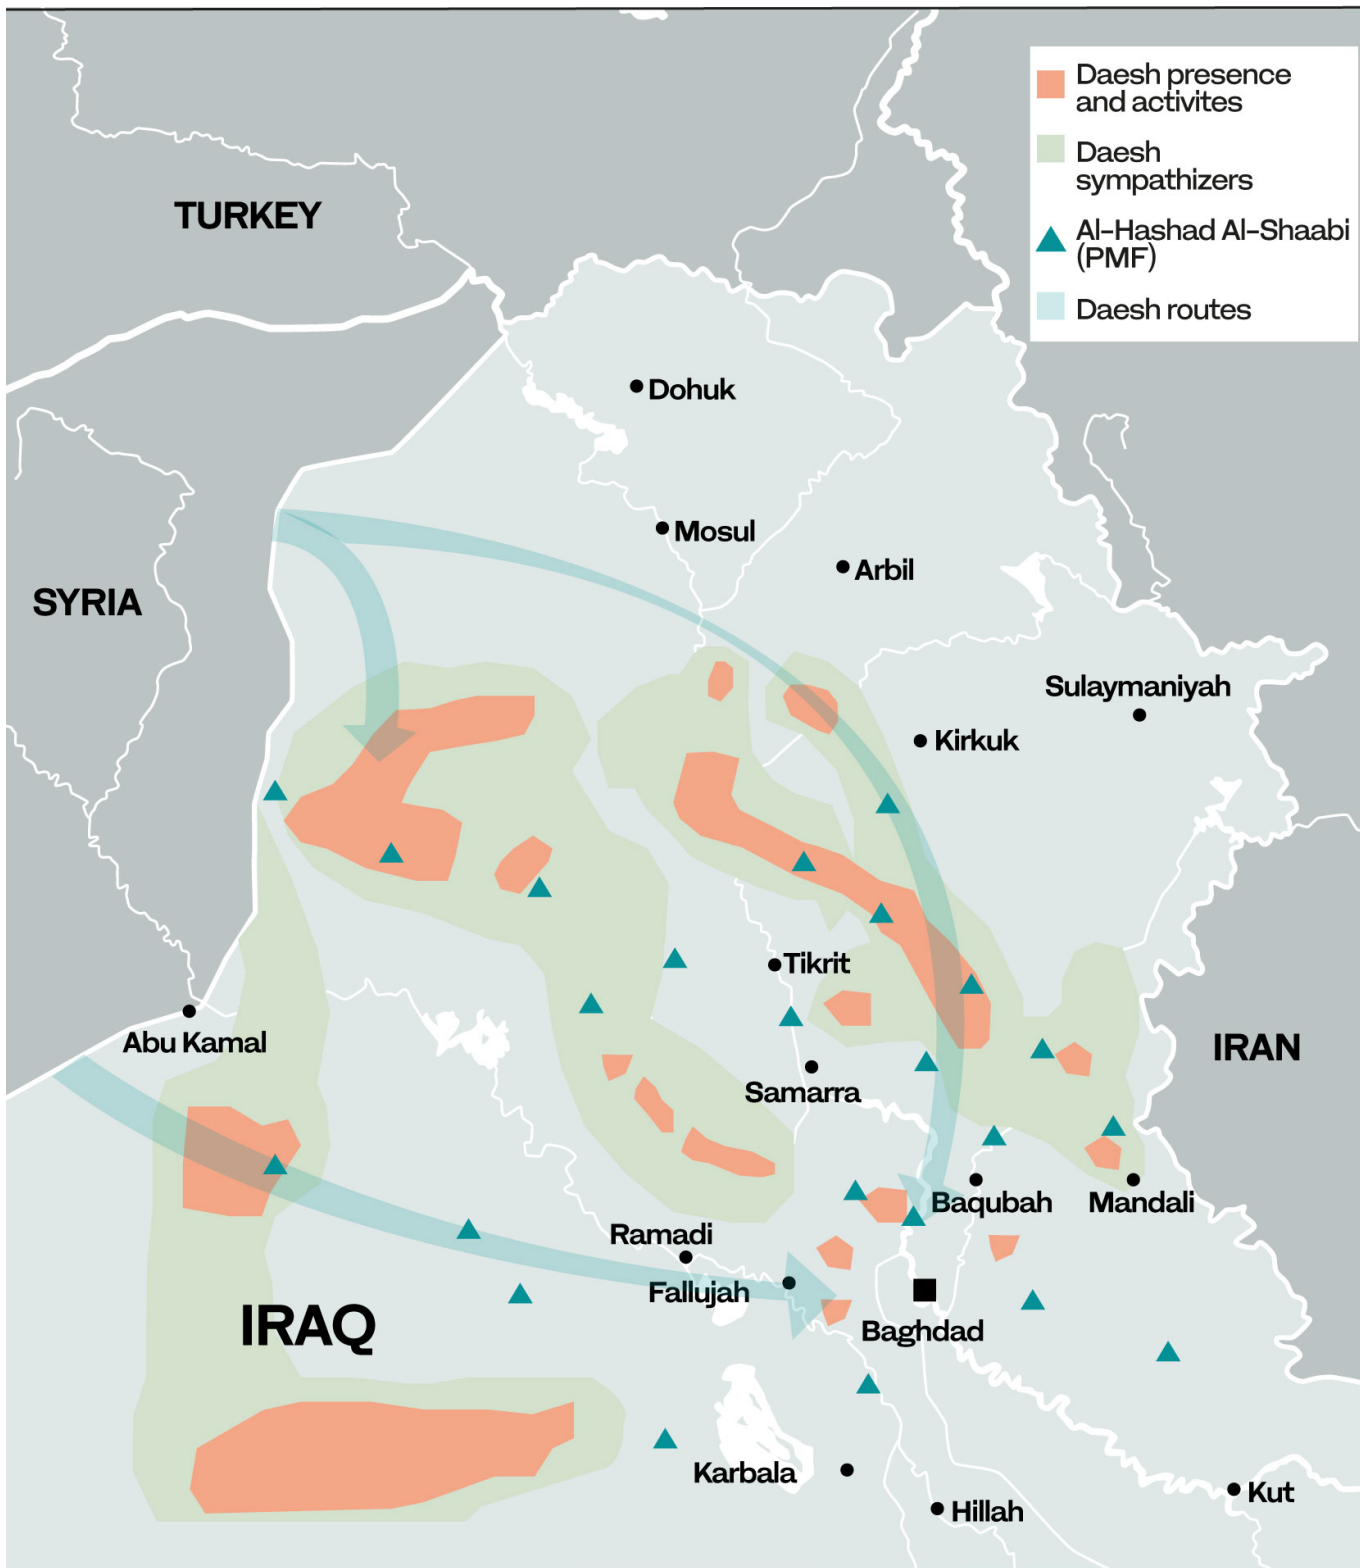 Daesh presence
and activites
Daesh
sympathizers
Al-Hashad Al-Shaabi
(PMF)
Daesh routes
TURKEY
Dohuk
Mosul
Arbil
SYRIA
Sulaymaniyah
Kirkuk
Tikrit
Abu Kamal
IRAN
Samarra
Baqubah
Mandali
Ramadi
Fallujah
IRAQ
Baghdad
Karbala
Kut
Hillah